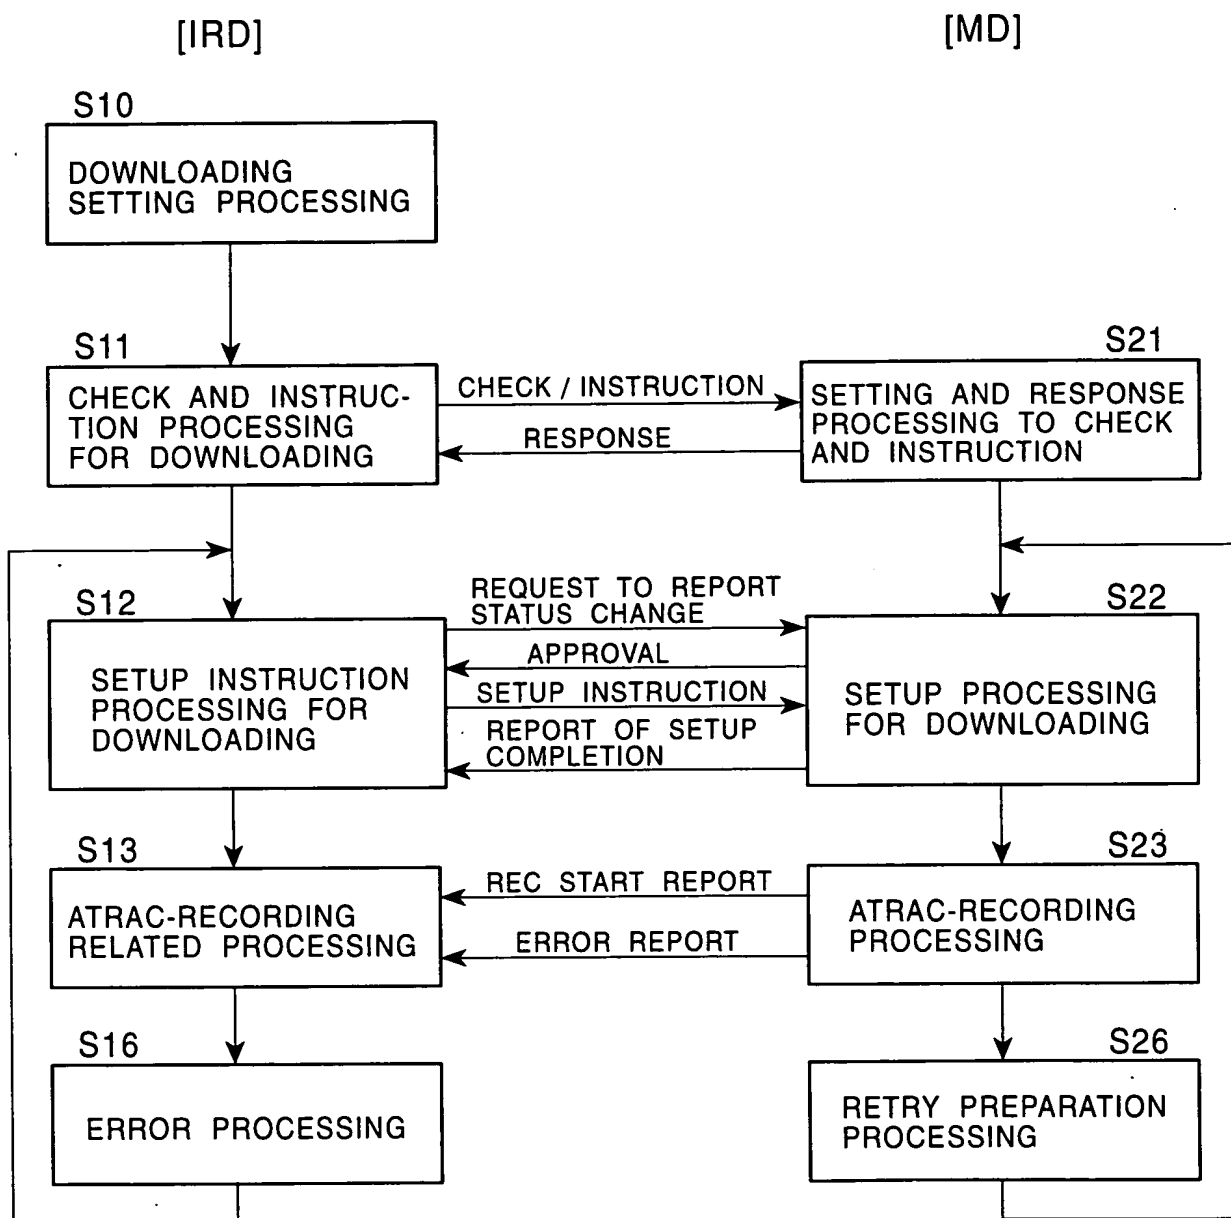 [IRD]
[MD]
S10
DOWNLOADING
SETTING PROCESSING
S11
CHECK AND INSTRUC-
TION PROCESSING
FOR DOWNLOADING
CHECK / INSTRUCTION
RESPONSE
S21
SETTING AND RESPONSE
PROCESSING TO CHECK
AND INSTRUCTION
S12
SETUP INSTRUCTION
PROCESSING FOR
DOWNLOADING
REQUEST TO REPORT
STATUS CHANGE
APPROVAL
SETUP INSTRUCTION
REPORT OF SETUP
COMPLETION
S22
SETUP PROCESSING
FOR DOWNLOADING
S13
ATRAC-RECORDING
RELATED PROCESSING
REC START REPORT
ERROR REPORT
S23
ATRAC-RECORDING
PROCESSING
S16
ERROR PROCESSING
S26
RETRY PREPARATION
PROCESSING